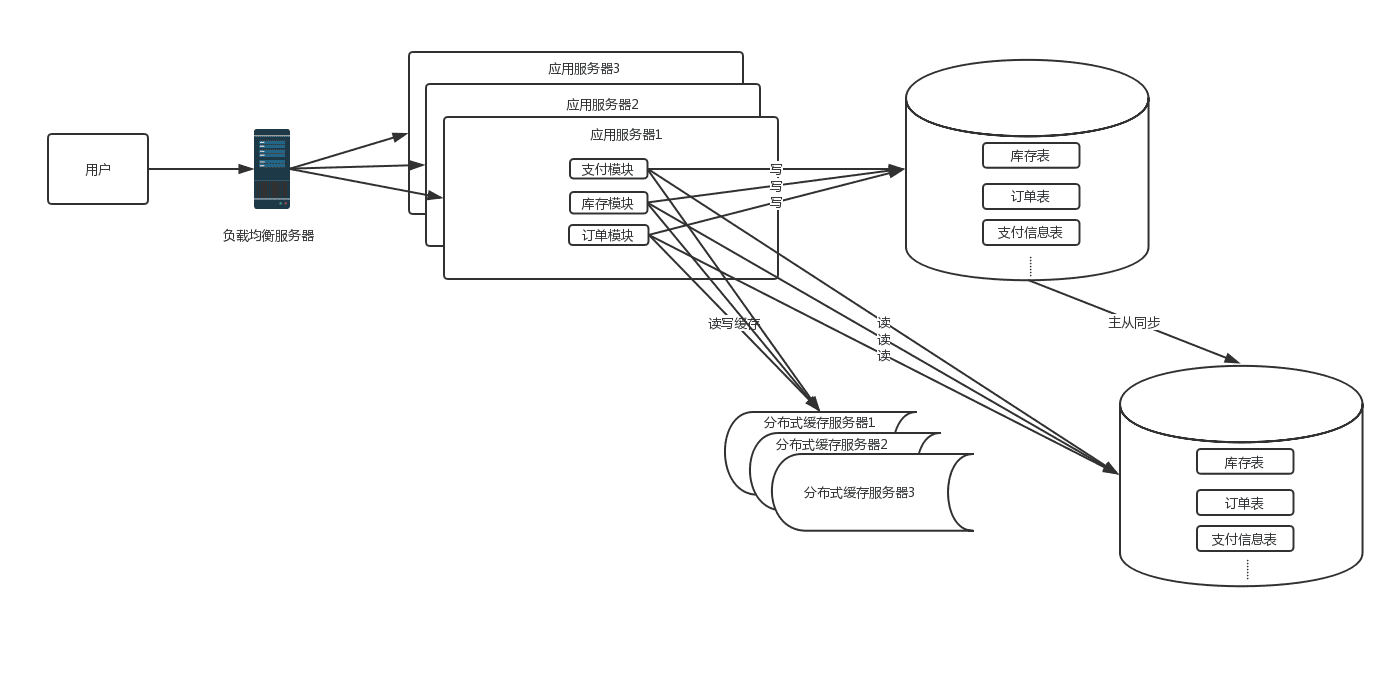 用户
负载均衡服务器
应用服务器3
应用服务器2
应用服务器1
支付模块
库存模块
订单模块
写
写
写
库存表
订单表
支付信息表
读写缓存
读
读
读
主从同步
分布式缓存服务器1
分布式缓存服务器2
分布式缓存服务器3
库存表
订单表
支付信息表